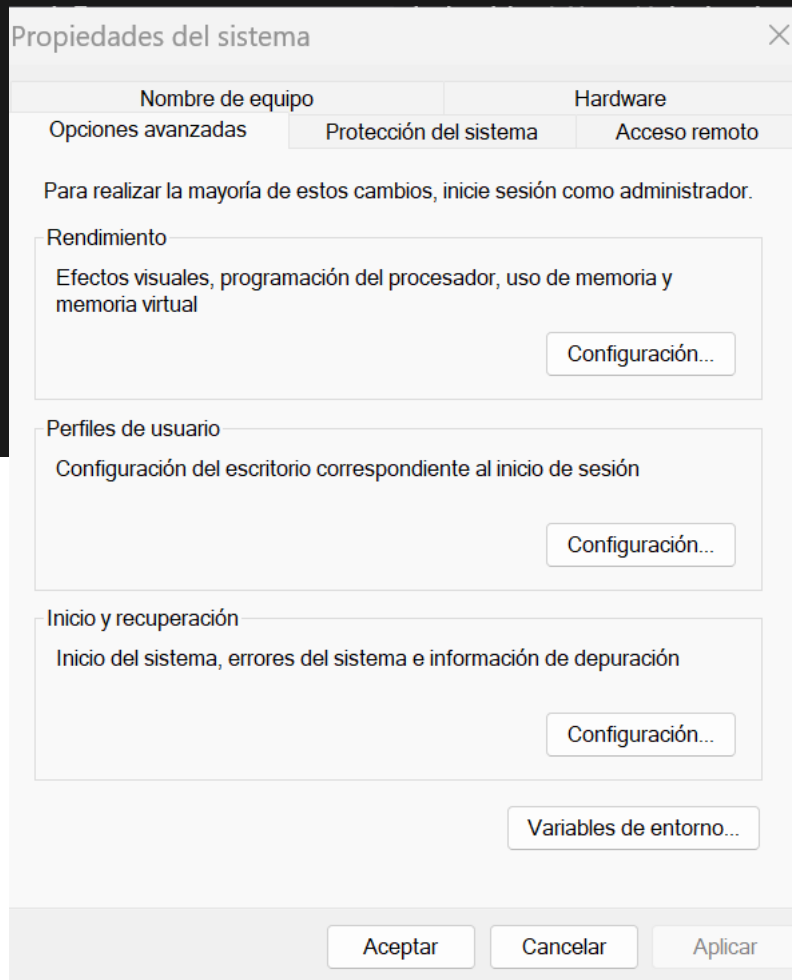 Propiedades del sistema
Nombre de equipo
Hardware
Opciones avanzadas
Protección del sistema
Acceso remoto
Para realizar la mayoría de estos cambios, inicie sesión como administrador.
Rendimiento
Efectos visuales, programación del procesador, uso de memoria y
memoria virtual
Configuración...
Perfiles de usuario
Configuración del escritorio correspondiente al inicio de sesión
Configuración...
Inicio y recuperación
Inicio del sistema, errores del sistema e información de depuración
Configuración...
Variables de entorno...
Aceptar
Cancelar
Aplicar